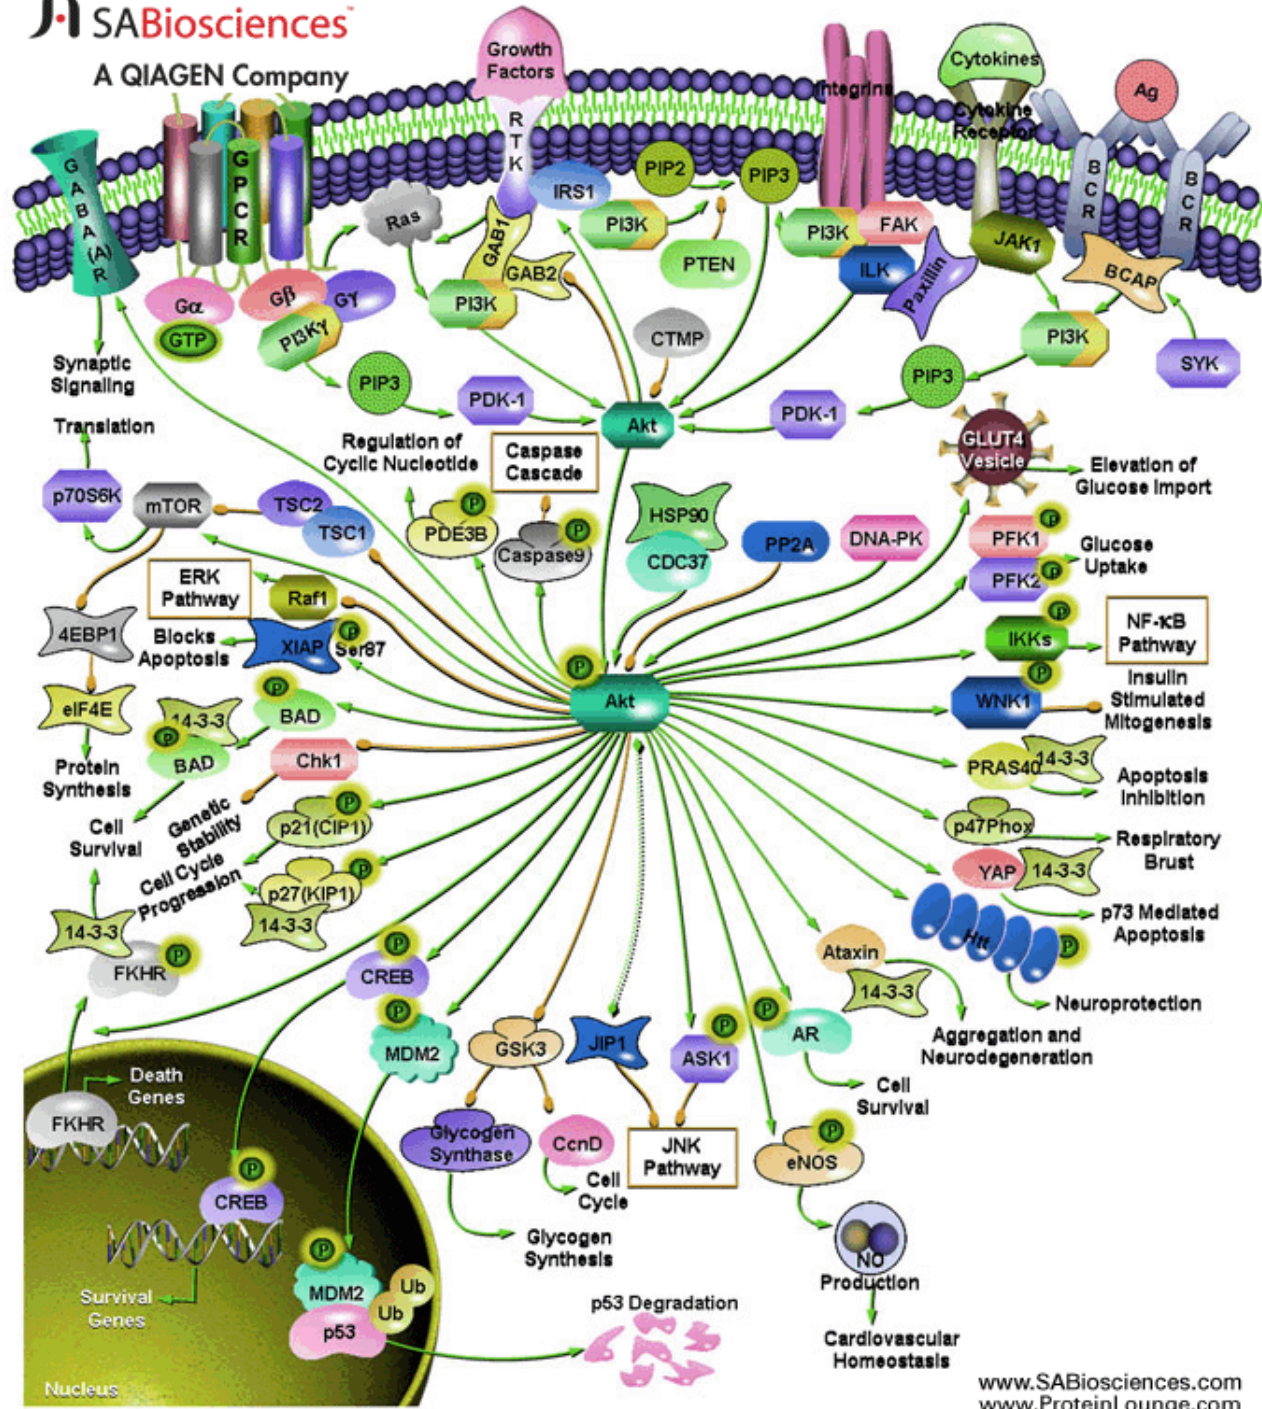 SABiosciences™
A QIAGEN Company
Growth
Factors
RTK
Integrins
Cytokines
Cytokine
Receptor
Ag
BCR
BCR
GABA(A)R
GPCR
Gα
GTP
Gβ
Gγ
PI3Kγ
Ras
GAB1
GAB2
PI3K
IRS1
PI3K
PIP2
PIP3
PTEN
PI3K
FAK
ILK
Paxillin
JAK1
BCAP
PI3K
SYK
CTMP
PIP3
PDK-1
Akt
PDK-1
PIP3
Synaptic
Signaling
Translation
p70S6K
mTOR
TSC2
TSC1
Regulation of
Cyclic Nucleotide
Caspase
Cascade
PDE3B
P
Caspase9
P
HSP90
CDC37
PP2A
DNA-PK
GLUT4
Vesicle
Elevation of
Glucose Import
PFK1
P
PFK2
P
Glucose
Uptake
ERK
Pathway
Raf1
4EBP1
Blocks
Apoptosis
XIAP
P
Ser87
IKKs
P
NF-κB
Pathway
eIF4E
Protein
Synthesis
14-3-3
P
BAD
P
BAD
P
Akt
WNK1
P
Insulin
Stimulated
Mitogenesis
Chk1
Genetic
Stability
PRAS40
14-3-3
Apoptosis
Inhibition
Cell
Survival
p21(CIP1)
P
Cell Cycle
Progression
p27(KIP1)
P
14-3-3
p47Phox
Respiratory
Brust
YAP
14-3-3
p73 Mediated
Apoptosis
14-3-3
FKHR
P
P
CREB
P
MDM2
Ataxin
14-3-3
Htt
P
Neuroprotection
Aggregation and
Neurodegeneration
GSK3
JIP1
ASK1
P
P
AR
Cell
Survival
Death
Genes
FKHR
Glycogen
Synthase
CcnD
Cell
Cycle
JNK
Pathway
P
eNOS
P
CREB
Glycogen
Synthesis
NO
Production
P
MDM2
p53
Ub
Ub
Survival
Genes
p53 Degradation
Cardiovascular
Homeostasis
Nucleus
www.SABiosciences.com
www.ProteinLounge.com